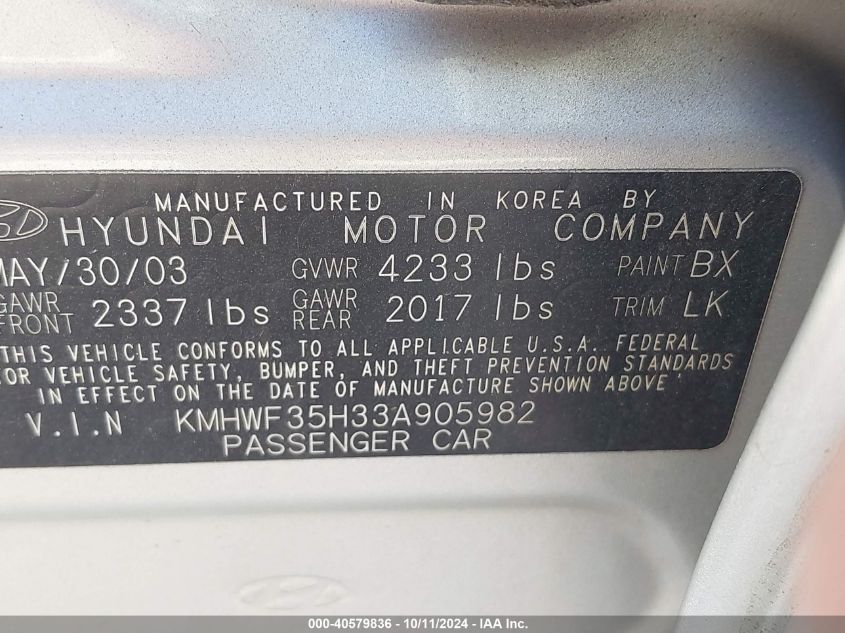 MANUFACTURED IN KOREA BY
HYUNDAI MOTOR COMPANY
MAY/30/03 GVWR 4233 lbs PAINT BX
GAWR FRONT 2337 lbs GAWR REAR 2017 lbs TRIM LK
THIS VEHICLE CONFORMS TO ALL APPLICABLE U.S.A. FEDERAL
OR VEHICLE SAFETY, BUMPER, AND THEFT PREVENTION STANDARDS
IN EFFECT ON THE DATE OF MANUFACTURE SHOWN ABOVE
V.I.N KMHWF35H33A905982
PASSENGER CAR
000-40579836 - 10/11/2024 - IAA Inc.